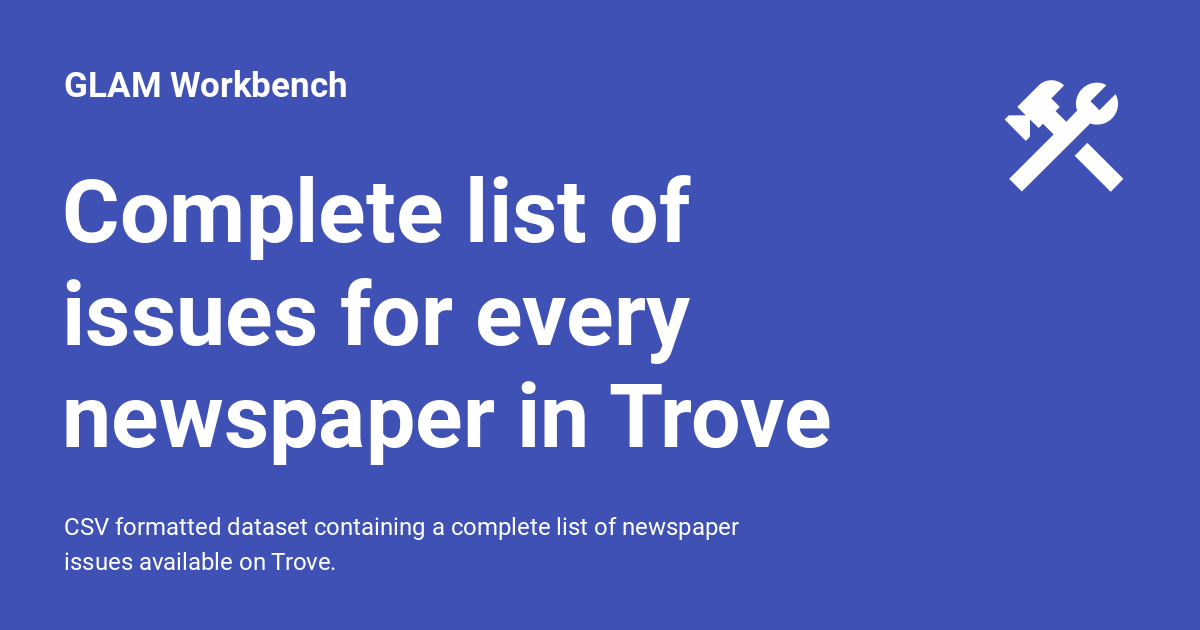 GLAM Workbench
Complete list of
issues for every
newspaper in Trove
CSV formatted dataset containing a complete list of newspaper
issues available on Trove.